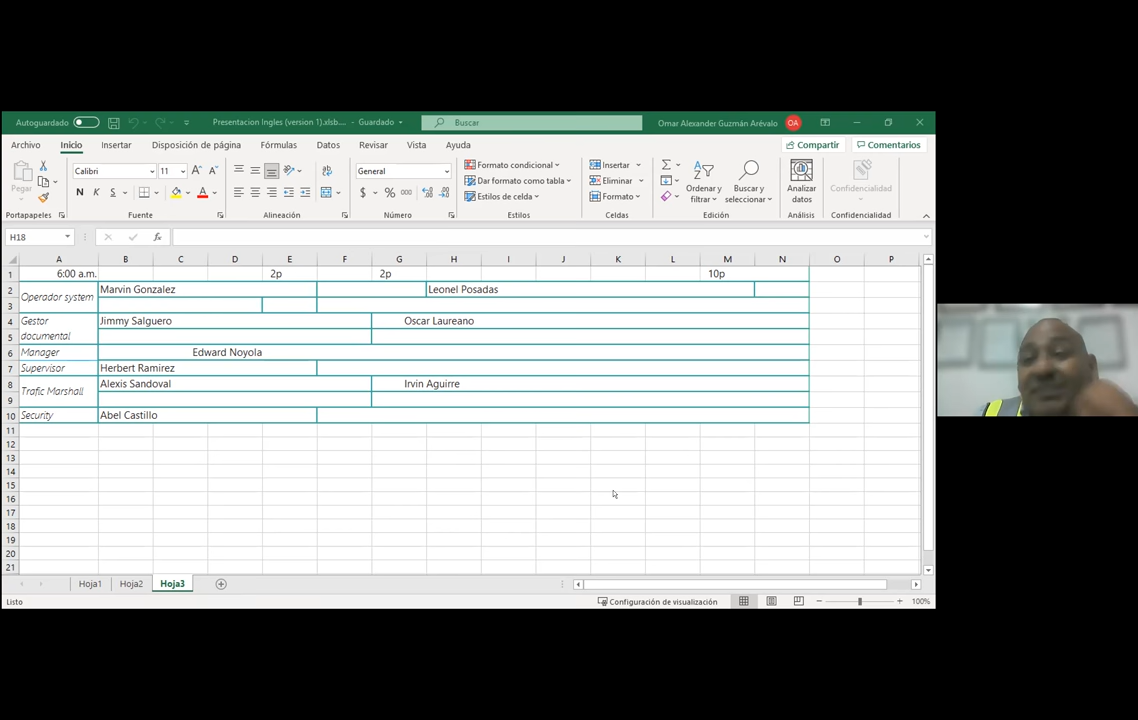 Autoguardado
Presentacion Ingles (version 1).xlsb.... - Guardado
Buscar
Omar Alexander Guzmán Arévalo
OA
Archivo Inicio Insertar Disposición de página Fórmulas Datos Revisar Vista Ayuda
Compartir Comentarios
Pegar
Calibri 11
N K S
General
$ % 000
Formato condicional
Dar formato como tabla
Estilos de celda
Insertar
Eliminar
Formato
Ordenar y filtrar
Buscar y seleccionar
Analizar datos
Confidencialidad
Portapapeles Fuente Alineación Número Estilos Celdas Edición Análisis Confidencialidad
H18 fx
A B C D E F G H I J K L M N O P
1 6:00 a.m. 2p 2p 10p
2 Operador system Marvin Gonzalez Leonel Posadas
3
4 Gestor Jimmy Salguero Oscar Laureano
5 documental
6 Manager Edward Noyola
7 Supervisor Herbert Ramirez
8 Trafic Marshall Alexis Sandoval Irvin Aguirre
9
10 Security Abel Castillo
11
12
13
14
15
16
17
18
19
20
21
Hoja1 Hoja2 Hoja3
Listo Configuración de visualización 100%